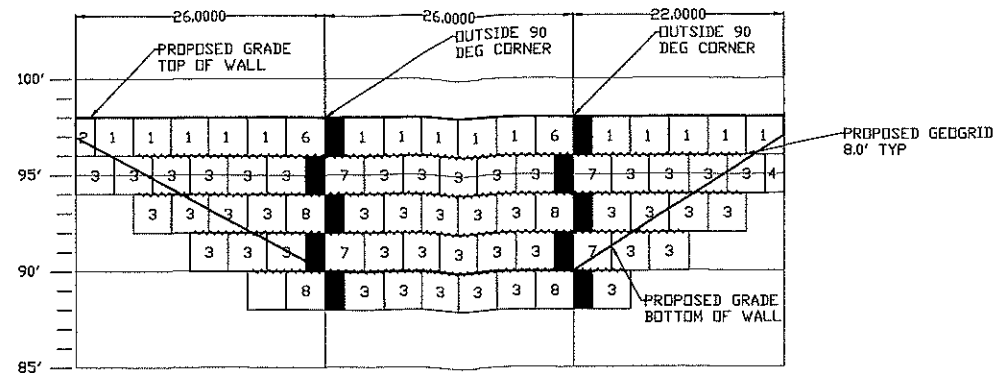 26.0000 26.0000 22.0000
OUTSIDE 90
DEG CORNER
OUTSIDE 90
DEG CORNER
PROPOSED GRADE
TOP OF WALL
100'
2 1 1 1 1 1 6 1 1 1 1 1 6 1 1 1 1 1
PROPOSED GEOGRID
8.0' TYP
95'
3 3 3 3 3 3 7 3 3 3 3 3 7 3 3 3 3 4
3 3 3 3 8 3 3 3 3 3 8 3 3 3 3
3 3 3 7 3 3 3 3 3 7 3 3
90'
8 3 3 3 3 3 8 3
PROPOSED GRADE
BOTTOM OF WALL
85'